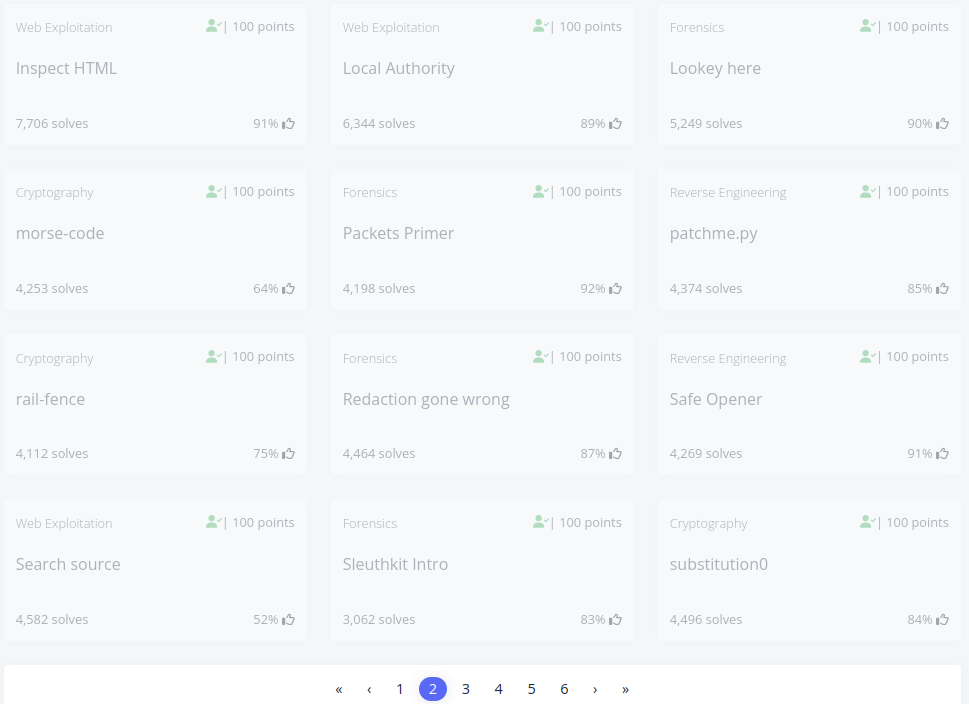 Web Exploitation | 100 points
Inspect HTML
7,706 solves 91%
Web Exploitation | 100 points
Local Authority
6,344 solves 89%
Forensics | 100 points
Lookey here
5,249 solves 90%
Cryptography | 100 points
morse-code
4,253 solves 64%
Forensics | 100 points
Packets Primer
4,198 solves 92%
Reverse Engineering | 100 points
patchme.py
4,374 solves 85%
Cryptography | 100 points
rail-fence
4,112 solves 75%
Forensics | 100 points
Redaction gone wrong
4,464 solves 87%
Reverse Engineering | 100 points
Safe Opener
4,269 solves 91%
Web Exploitation | 100 points
Search source
4,582 solves 52%
Forensics | 100 points
Sleuthkit Intro
3,062 solves 83%
Cryptography | 100 points
substitution0
4,496 solves 84%
« ‹ 1 2 3 4 5 6 › »